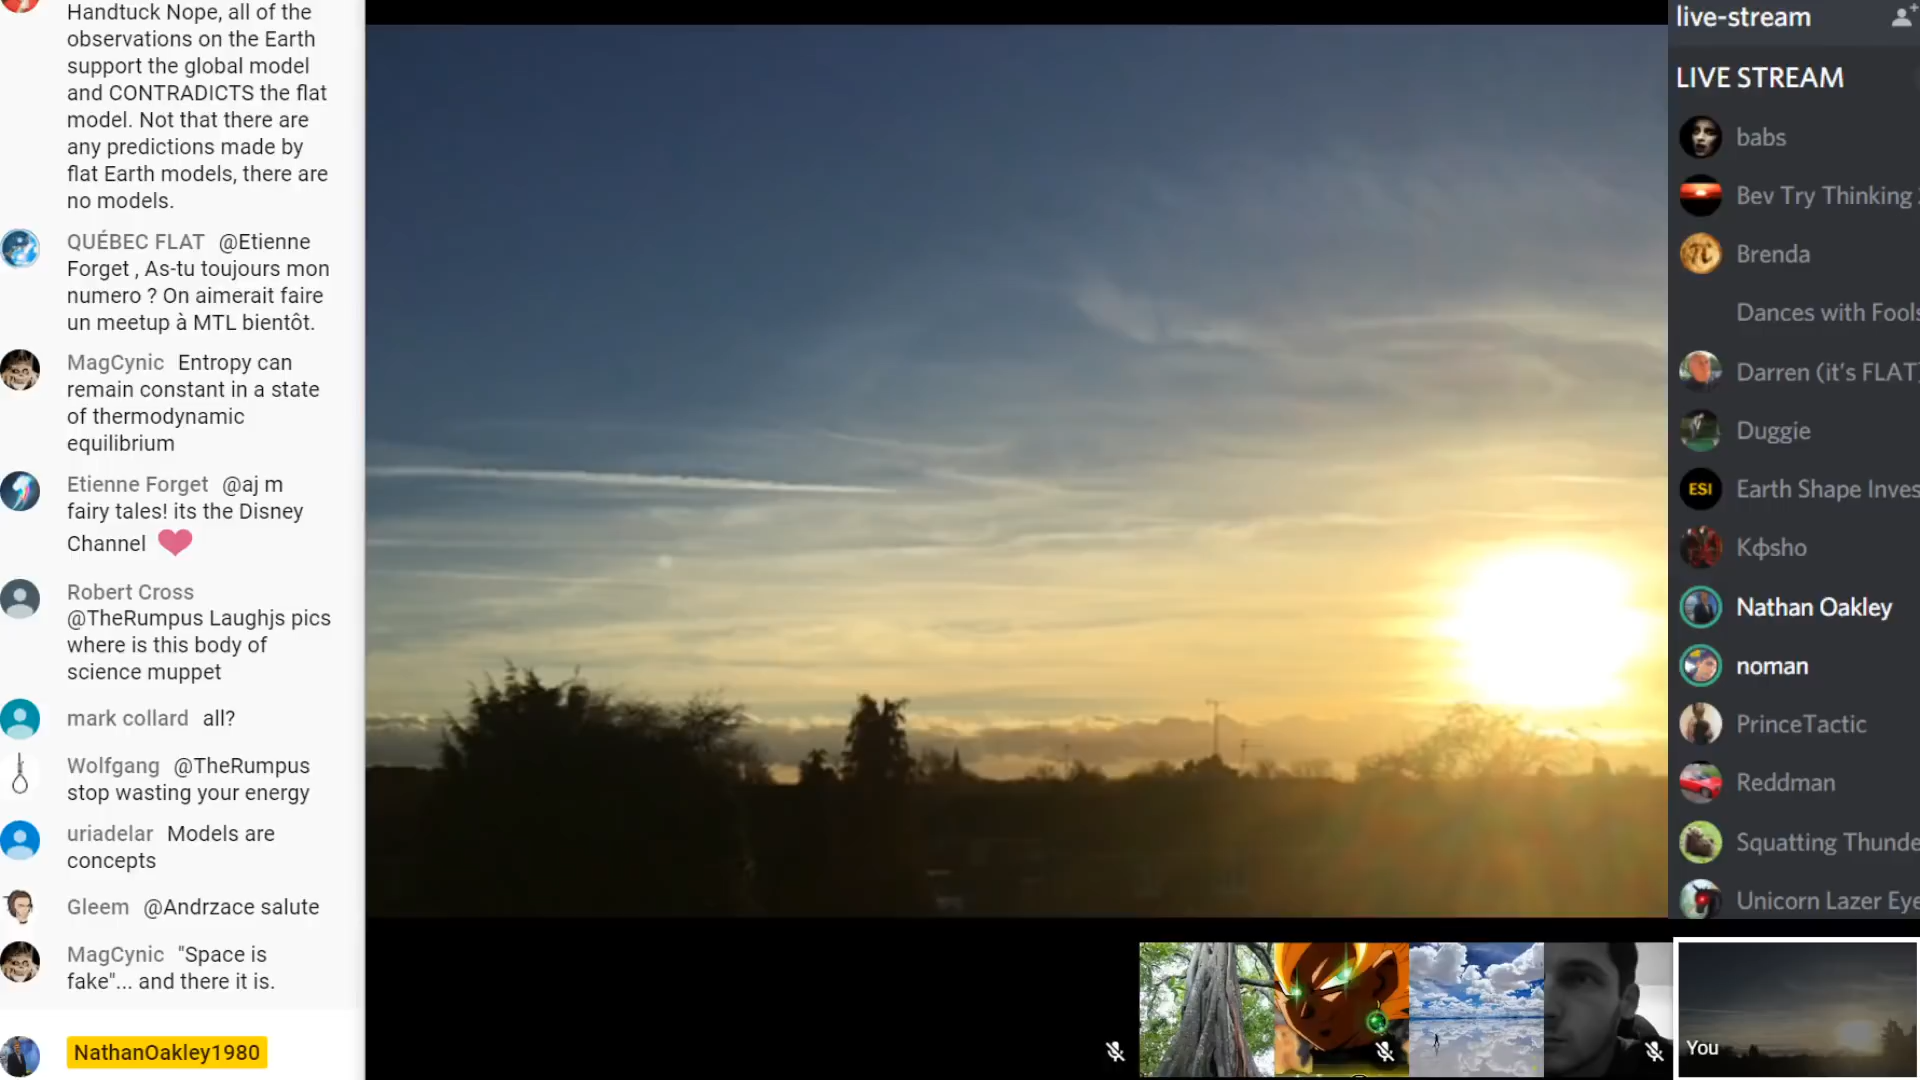 Handtuck Nope, all of the
observations on the Earth
support the global model
and CONTRADICTS the flat
model. Not that there are
any predictions made by
flat Earth models, there are
no models.
QUÉBEC FLAT @Etienne
Forget , As-tu toujours mon
numero ? On aimerait faire
un meetup à MTL bientôt.
MagCynic Entropy can
remain constant in a state
of thermodynamic
equilibrium
Etienne Forget @aj m
fairy tales! its the Disney
Channel
Robert Cross
@TheRumpus Laughjs pics
where is this body of
science muppet
mark collard all?
Wolfgang @TheRumpus
stop wasting your energy
uriadelar Models are
concepts
Gleem @Andrzace salute
MagCynic "Space is
fake"... and there it is.
NathanOakley1980
live-stream
LIVE STREAM
babs
Bev Try Thinking
Brenda
Dances with Fools
Darren (it's FLAT)
Duggie
ESI Earth Shape Inves
Kфsho
Nathan Oakley
noman
PrinceTactic
Reddman
Squatting Thunde
Unicorn Lazer Eye
You